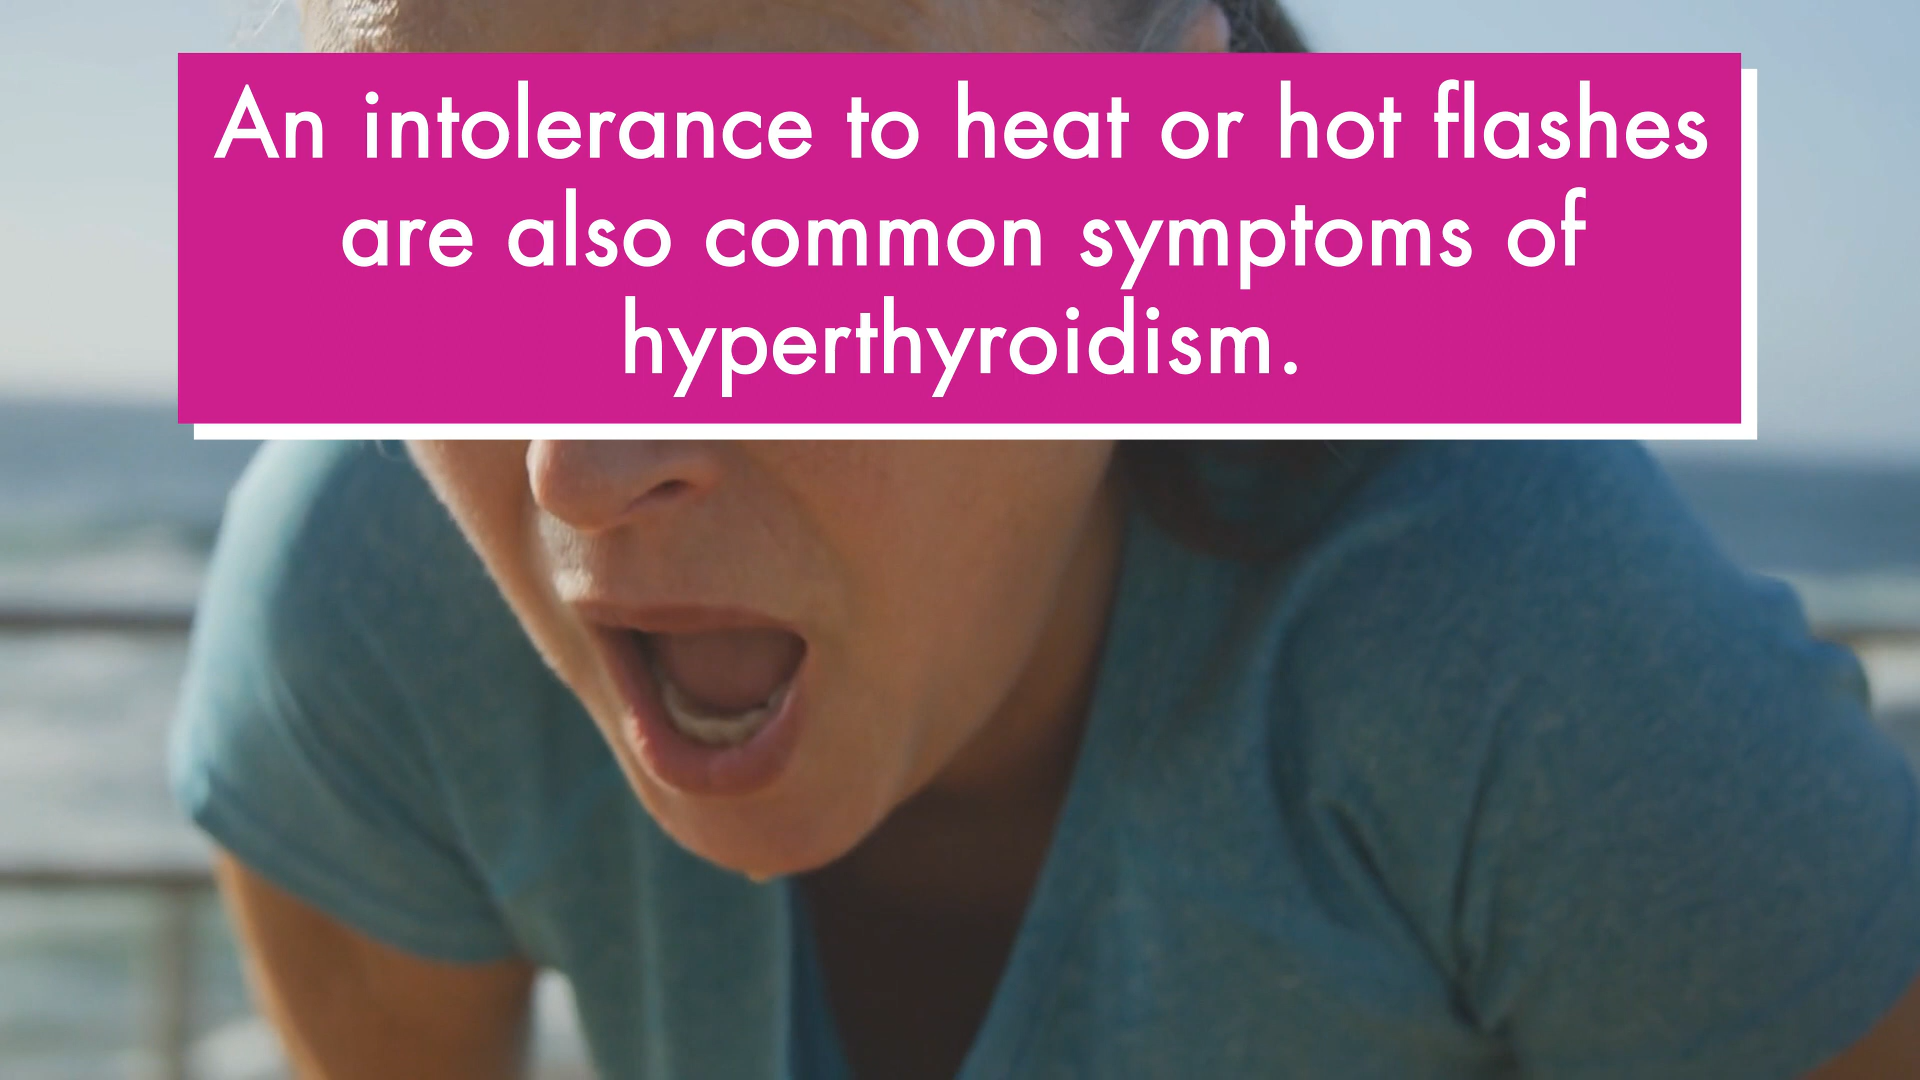 An intolerance to heat or hot flashes
are also common symptoms of
hyperthyroidism.